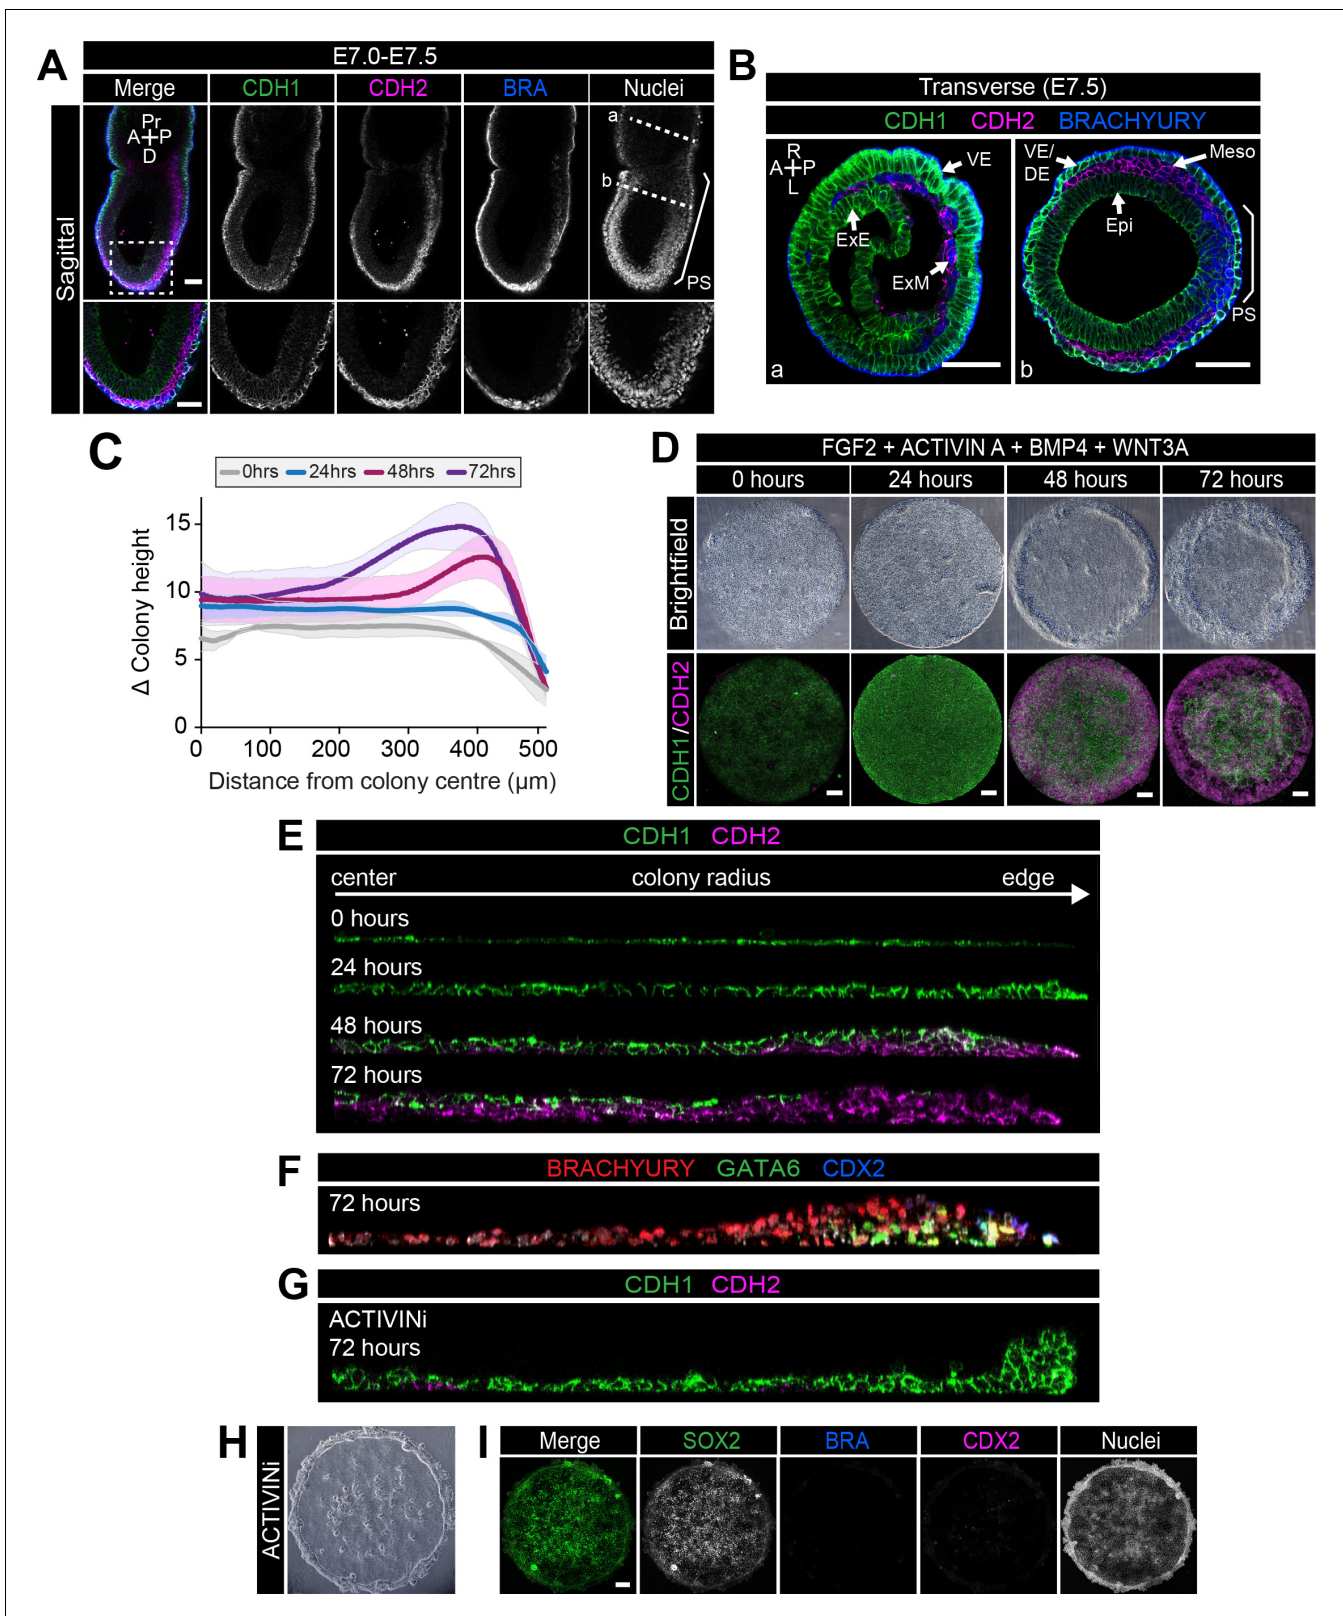 A
E7.0-E7.5
Merge CDH1 CDH2 BRA Nuclei
Sagittal
Pr
A P
D
a
b
PS
B
Transverse (E7.5)
CDH1 CDH2 BRACHYURY
R
A P
L
VE
ExE
ExM
a
VE/
DE
Meso
Epi
PS
b
C
0hrs 24hrs 48hrs 72hrs
Δ Colony height
15
10
5
0
0 100 200 300 400 500
Distance from colony centre (µm)
D
FGF2 + ACTIVIN A + BMP4 + WNT3A
0 hours 24 hours 48 hours 72 hours
Brightfield
CDH1/CDH2
E
CDH1 CDH2
center colony radius edge
0 hours
24 hours
48 hours
72 hours
F
BRACHYURY GATA6 CDX2
72 hours
G
CDH1 CDH2
ACTIVINi
72 hours
H
ACTIVINi
I
Merge SOX2 BRA CDX2 Nuclei